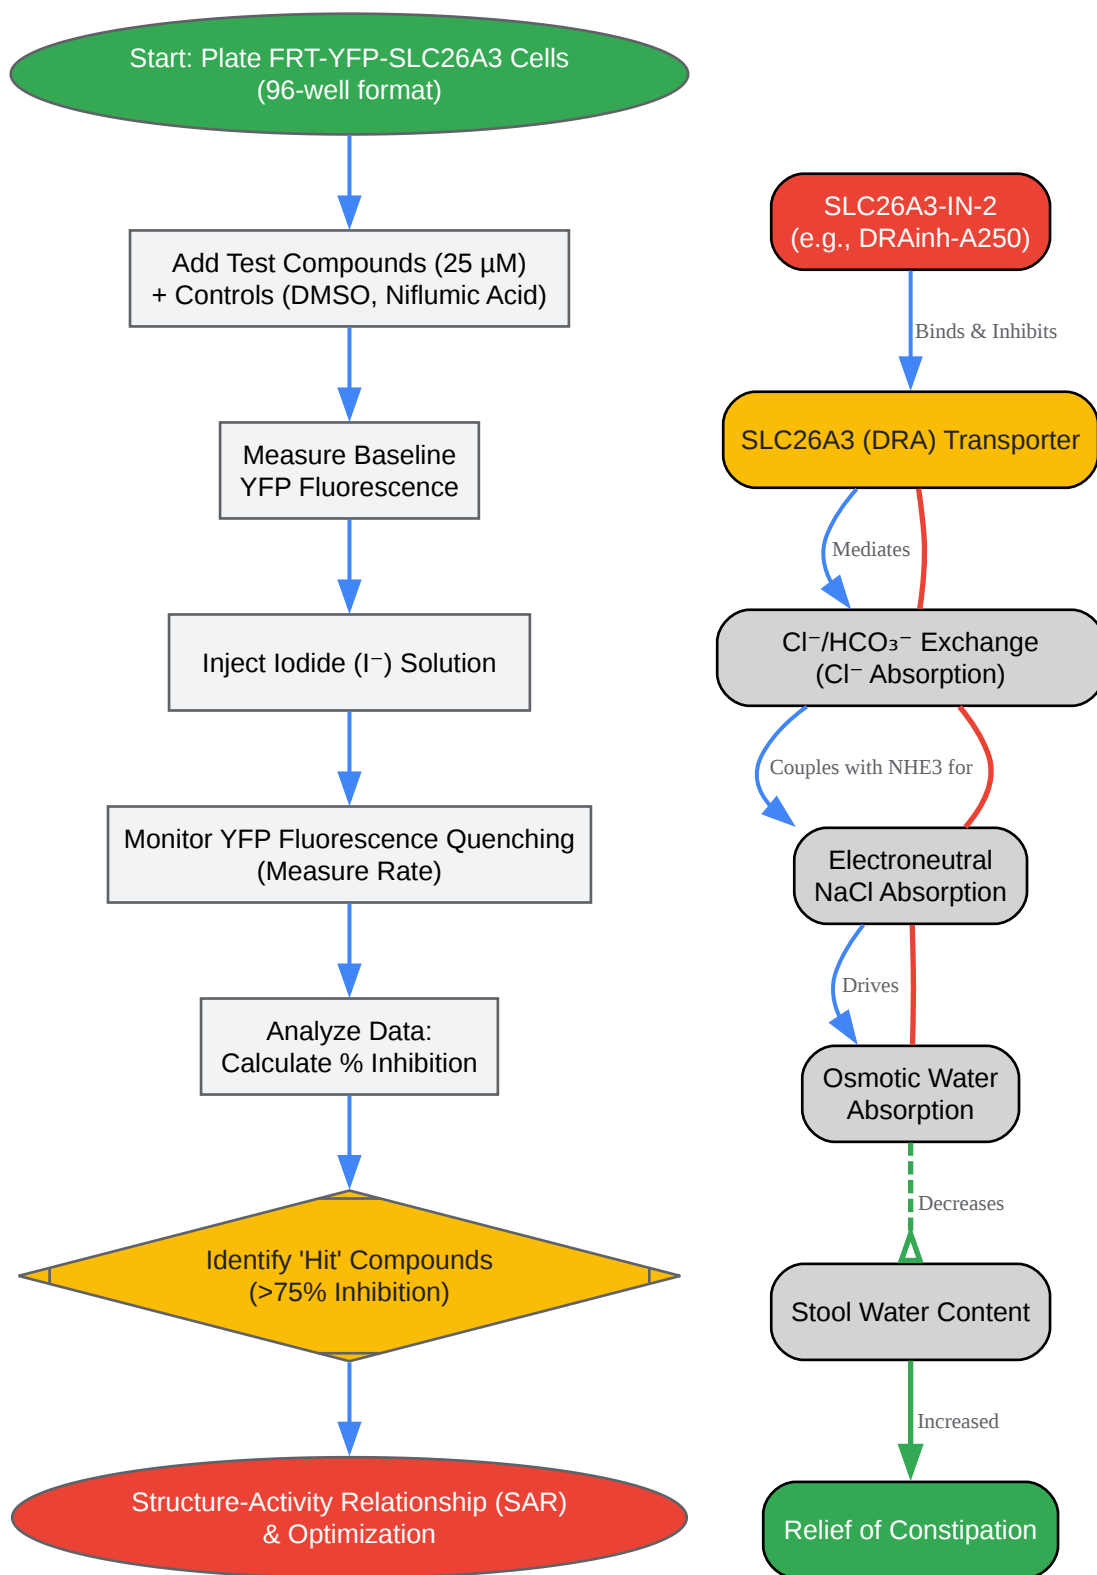 Start: Plate FRT-YFP-SLC26A3 Cells
(96-well format)
Add Test Compounds (25 µM)
+ Controls (DMSO, Niflumic Acid)
Measure Baseline
YFP Fluorescence
Inject Iodide (I⁻) Solution
Monitor YFP Fluorescence Quenching
(Measure Rate)
Analyze Data:
Calculate % Inhibition
Identify 'Hit' Compounds
(>75% Inhibition)
Structure-Activity Relationship (SAR)
& Optimization
SLC26A3-IN-2
(e.g., DRAinh-A250)
Binds & Inhibits
SLC26A3 (DRA) Transporter
Mediates
Cl⁻/HCO₃⁻ Exchange
(Cl⁻ Absorption)
Couples with NHE3 for
Electroneutral
NaCl Absorption
Drives
Osmotic Water
Absorption
Decreases
Stool Water Content
Increased
Relief of Constipation